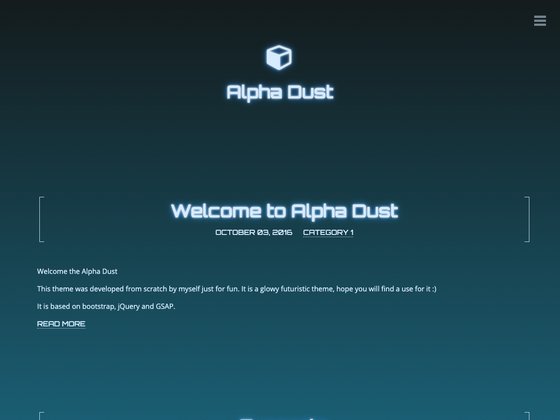 Alpha Dust
Welcome to Alpha Dust
OCTOBER 03, 2016 CATEGORY 1
Welcome the Alpha Dust
This theme was developed from scratch by myself just for fun. It is a glowy futuristic theme, hope you will find a use for it :)
It is based on bootstrap, jQuery and GSAP.
READ MORE